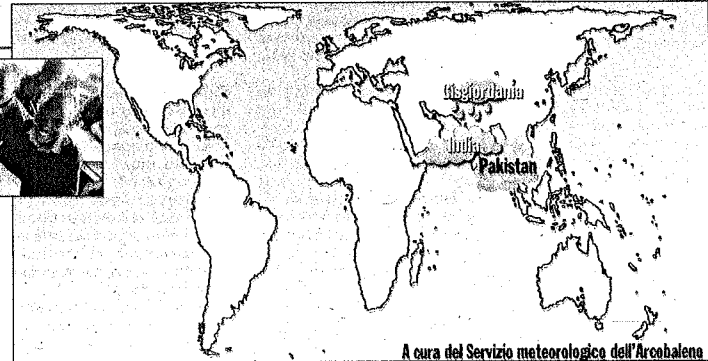 Cisgiordania
India
Pakistan
A cura del Servizio meteorologico dell'Arcobaleno